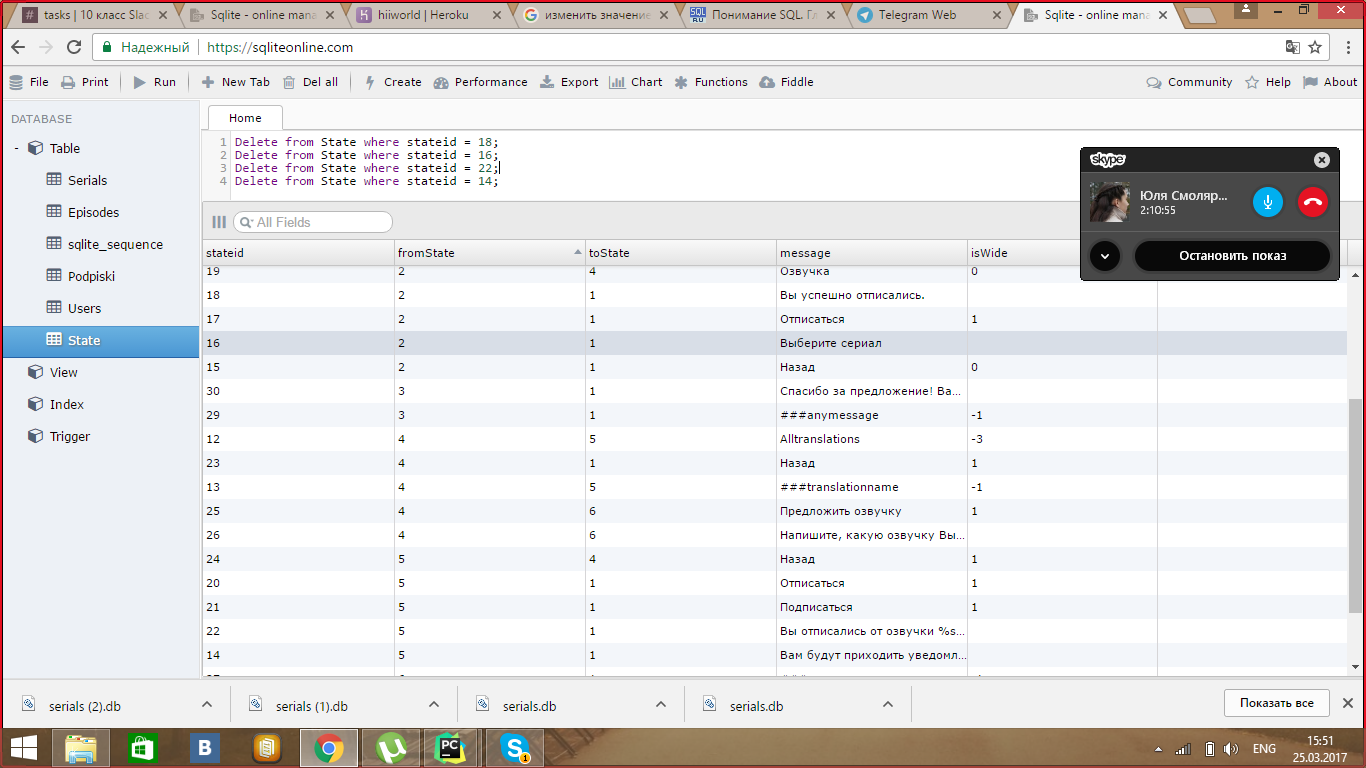 tasks | 10 класс Slac
Sqlite - online mana
hiiworld | Heroku
изменить значение
Понимание SQL. Гл
Telegram Web
Sqlite - online mana
Надежный
https://sqliteonline.com
File
Print
Run
New Tab
Del all
Create
Performance
Export
Chart
Functions
Fiddle
Community
Help
About
DATABASE
- Table
Serials
Episodes
sqlite_sequence
Podpiski
Users
State
View
Index
Trigger
Home
1 Delete from State where stateid = 18;
2 Delete from State where stateid = 16;
3 Delete from State where stateid = 22;
4 Delete from State where stateid = 14;
All Fields
skype
Юля Смоляр...
2:10:55
Остановить показ
stateid fromState toState message isWide
19 2 4 Озвучка 0
18 2 1 Вы успешно отписались.
17 2 1 Отписаться 1
16 2 1 Выберите сериал
15 2 1 Назад 0
30 3 1 Спасибо за предложение! Ва...
29 3 1 ###anymessage -1
12 4 5 Alltranslations -3
23 4 1 Назад 1
13 4 5 ###translationname -1
25 4 6 Предложить озвучку 1
26 4 6 Напишите, какую озвучку Вы...
24 5 4 Назад 1
20 5 1 Отписаться 1
21 5 1 Подписаться 1
22 5 1 Вы отписались от озвучки %s...
14 5 1 Вам будут приходить уведомл...
serials (2).db
serials (1).db
serials.db
serials.db
Показать все
ENG
15:51
25.03.2017